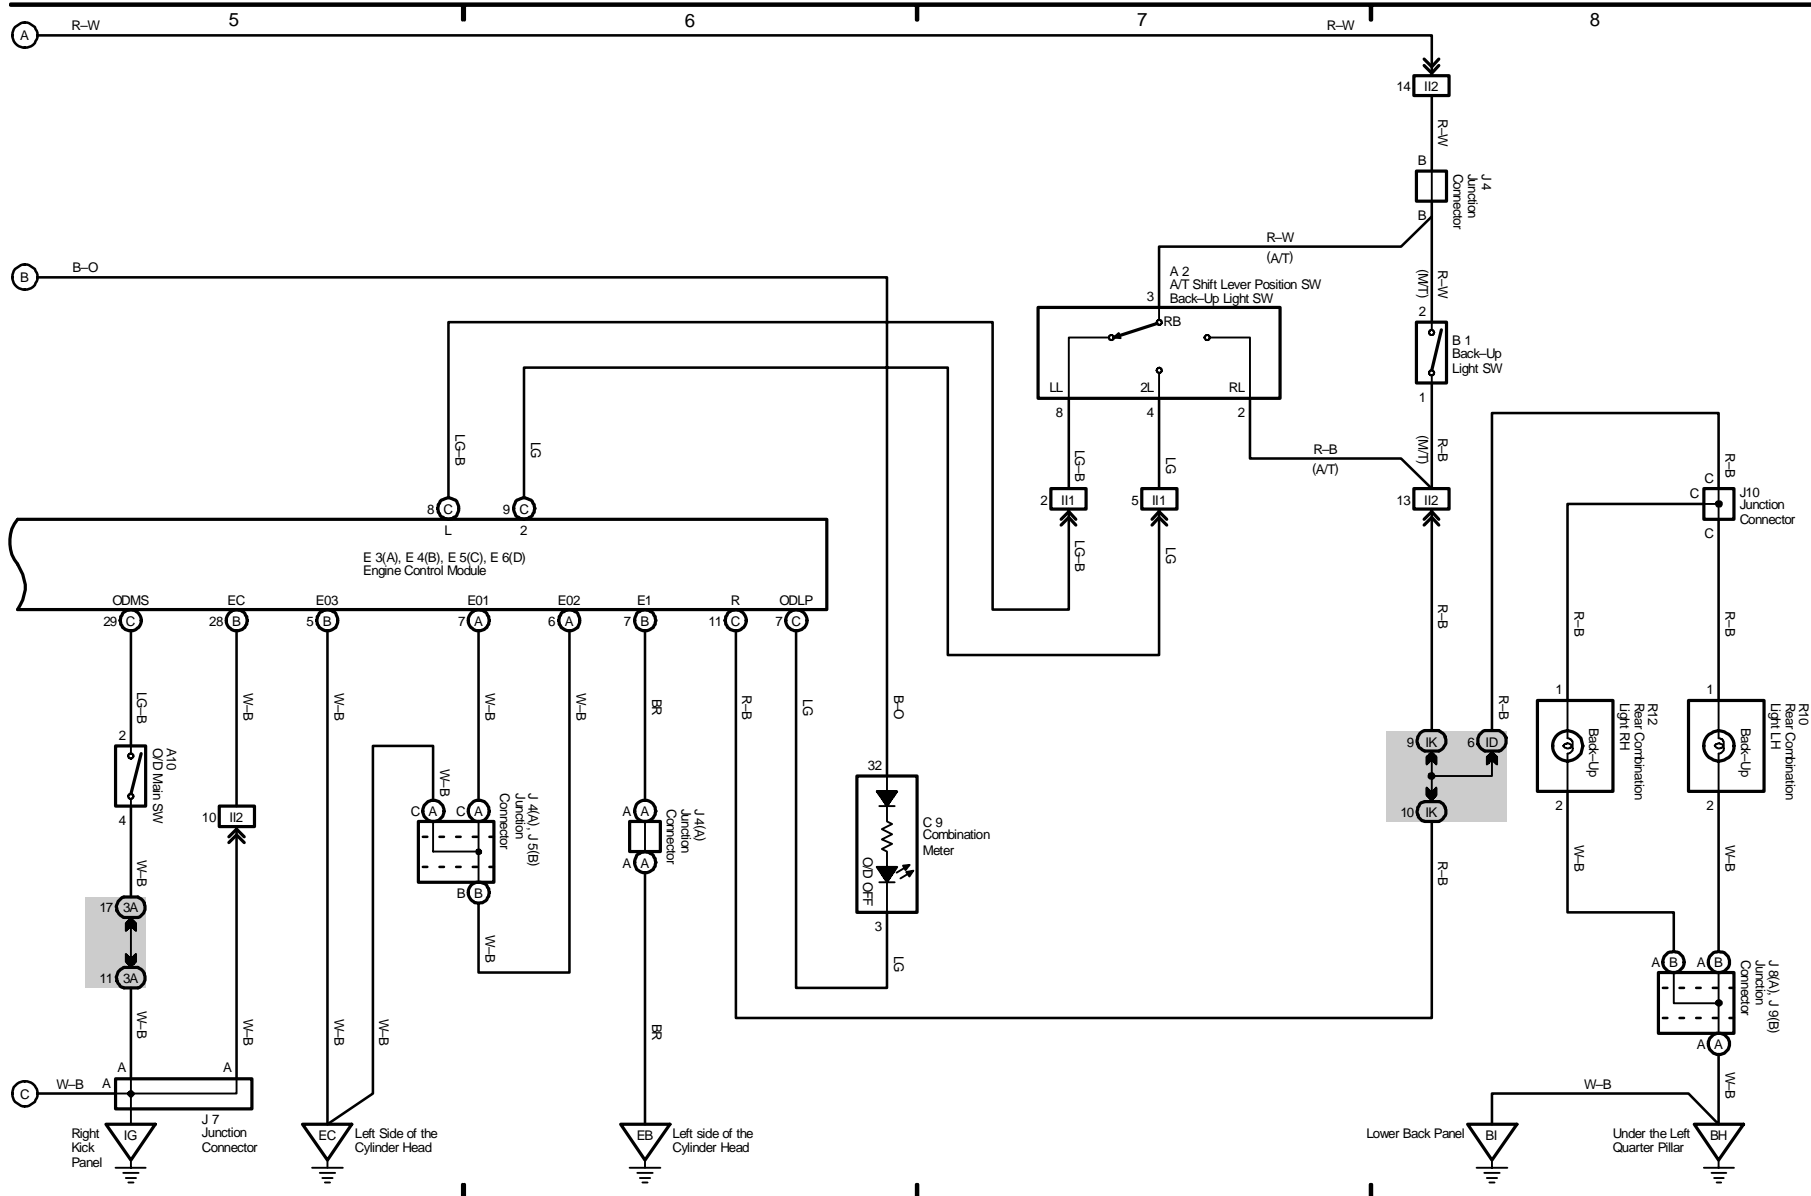 5
6
7
8
A
R–W
R–W
14
II2
R–W
B
J 4
Junction
Connector
B
R–W
(A/T)
R–W
(M/T)
B
B–O
A 2
A/T Shift Lever Position SW
Back–Up Light SW
3
RB
LL
2L
RL
8
4
2
2
B 1
Back–Up
Light SW
1
R–B
(M/T)
R–B
(A/T)
LG–B
LG
LG–B
LG
2
II1
5
II1
13
II2
LG–B
LG
R–B
C
C
J10
Junction
Connector
C
8
C
9
C
L
2
E 3(A), E 4(B), E 5(C), E 6(D)
Engine Control Module
ODMS
EC
E03
E01
E02
E1
R
ODLP
29
C
28
B
5
B
7
A
6
A
7
B
11
C
7
C
R–B
R–B
R–B
LG–B
W–B
W–B
W–B
W–B
BR
R–B
LG
B–O
R–B
2
A10
O/D Main SW
4
10
II2
W–B
C
A
C
A
J 4(A), J 5(B)
Junction
Connector
B
B
A
A
J 4(A)
Junction
Connector
A
A
32
C 9
Combination
Meter
O/D OFF
3
9
IK
6
ID
10
IK
1
R12
Rear Combination
Light RH
Back–Up
2
1
R10
Rear Combination
Light LH
Back–Up
2
W–B
R–B
W–B
W–B
17
3A
11
3A
W–B
LG
A
B
A
B
J 8(A), J 9(B)
Junction
Connector
A
A
W–B
W–B
W–B
W–B
BR
W–B
W–B
C
W–B
A
A
A
J 7
Junction
Connector
Right
Kick
Panel
IG
EC
Left Side of the
Cylinder Head
EB
Left side of the
Cylinder Head
Lower Back Panel
BI
Under the Left
Quarter Pillar
BH